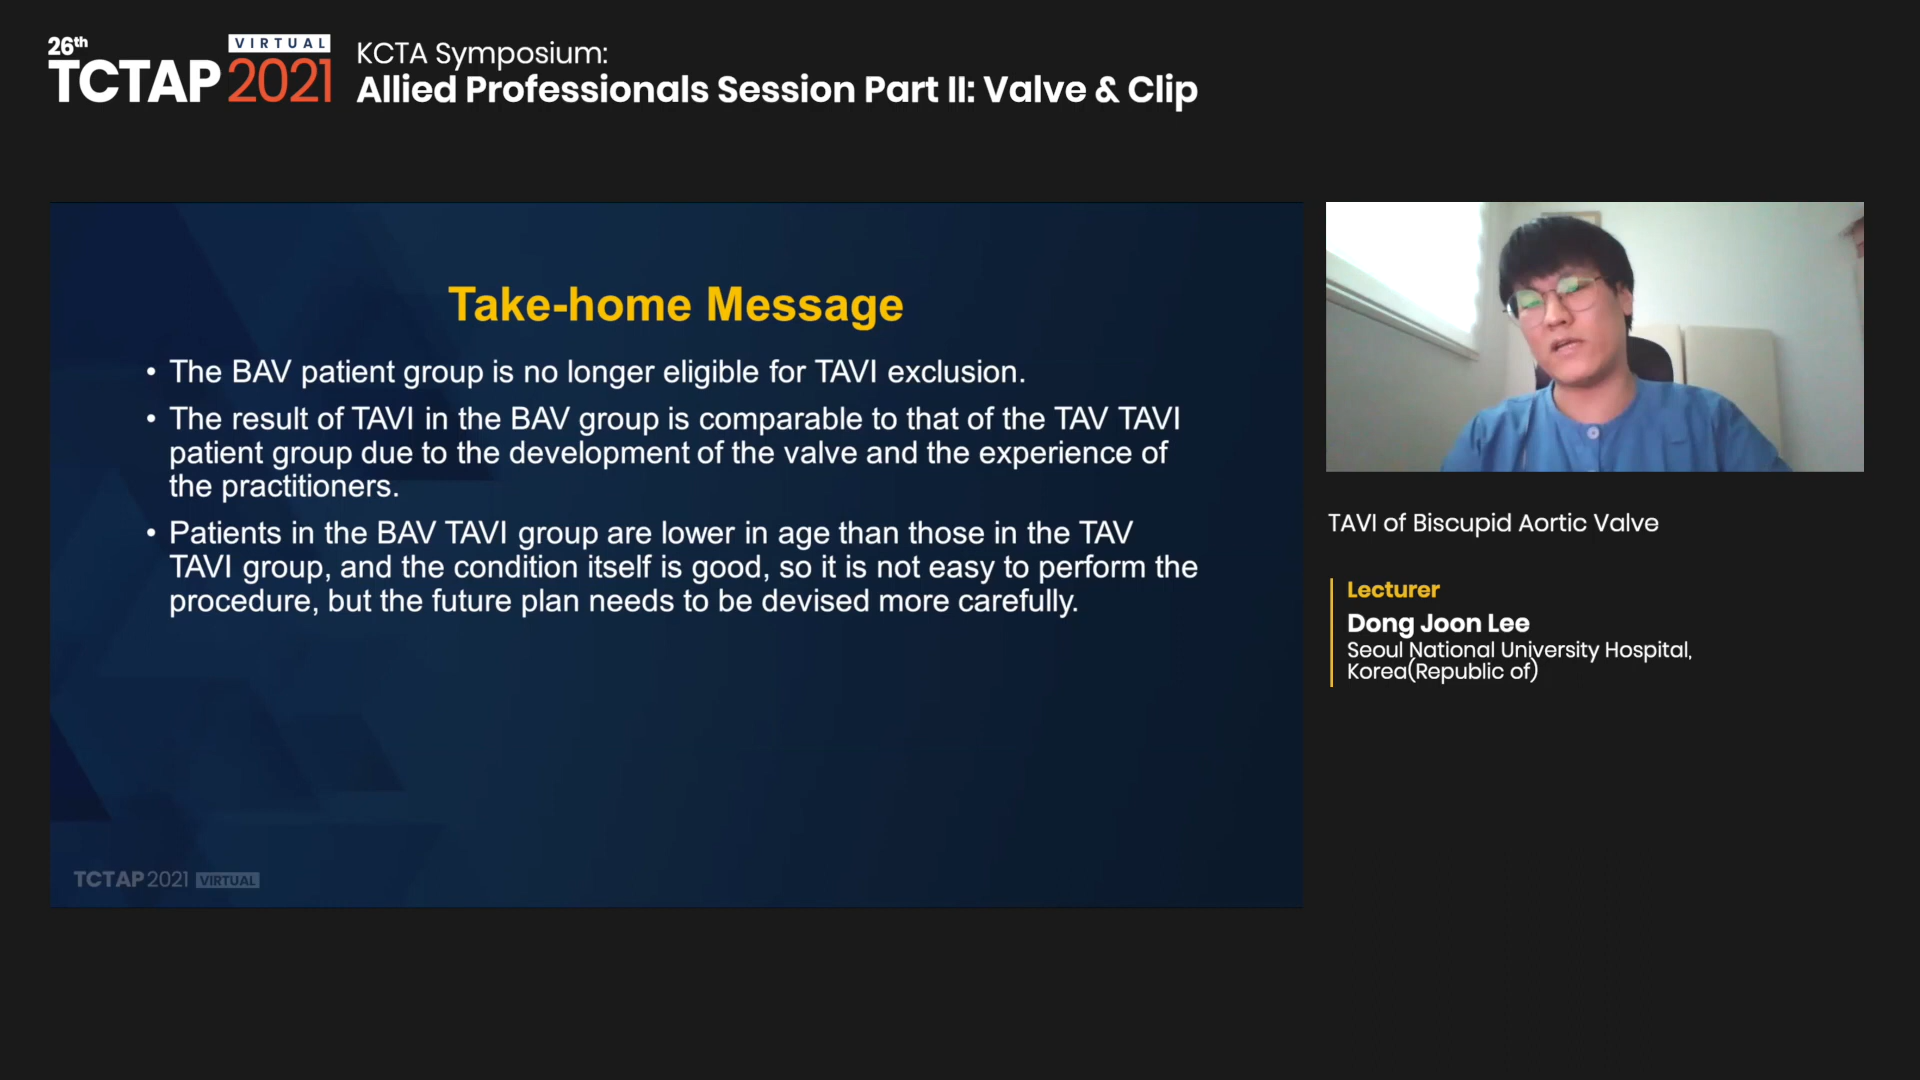 26th
VIRTUAL
TCTAP 2021
KCTA Symposium:
Allied Professionals Session Part II: Valve & Clip
Take-home Message
• The BAV patient group is no longer eligible for TAVI exclusion.
• The result of TAVI in the BAV group is comparable to that of the TAV TAVI
patient group due to the development of the valve and the experience of
the practitioners.
• Patients in the BAV TAVI group are lower in age than those in the TAV
TAVI group, and the condition itself is good, so it is not easy to perform the
procedure, but the future plan needs to be devised more carefully.
TCTAP 2021 VIRTUAL
TAVI of Biscupid Aortic Valve
Lecturer
Dong Joon Lee
Seoul National University Hospital,
Korea(Republic of)